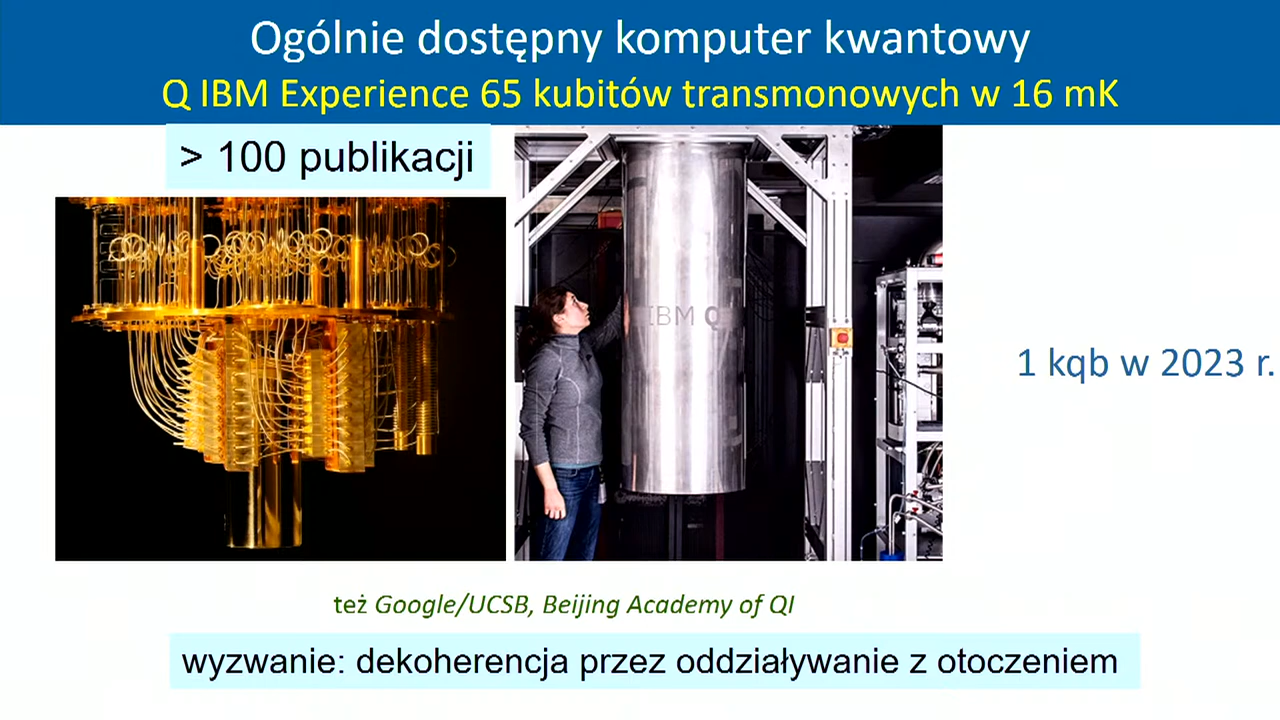 Ogólnie dostępny komputer kwantowy
Q IBM Experience 65 kubitów transmonowych w 16 mK
> 100 publikacji
IBM Q
1 kqb w 2023 r.
też Google/UCSB, Beijing Academy of QI
wyzwanie: dekoherencja przez oddziaływanie z otoczeniem